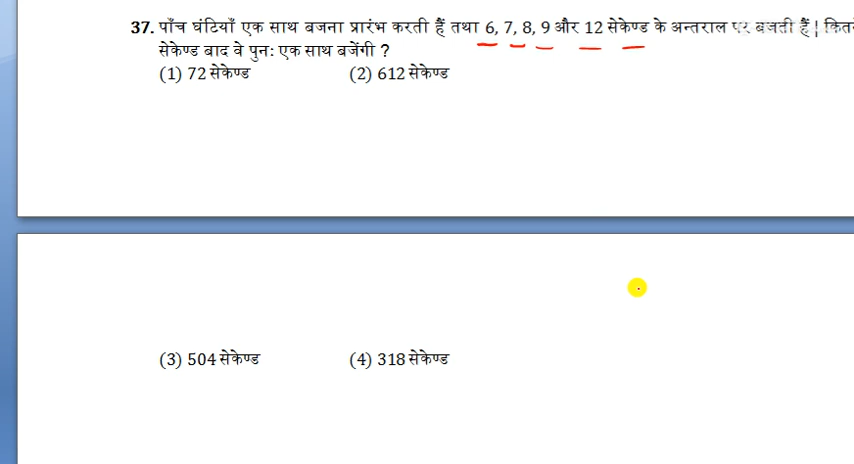 37. पाँच घंटियाँ एक साथ बजना प्रारंभ करती हैं तथा 6, 7, 8, 9 और 12 सेकेण्ड के अन्तराल पर बजती हैं|
सेकेण्ड बाद वे पुन: एक साथ बजेंगी ?
(1) 72 सेकेण्ड (2) 612 सेकेण्ड
(3) 504 सेकेण्ड (4) 318 सेकेण्ड